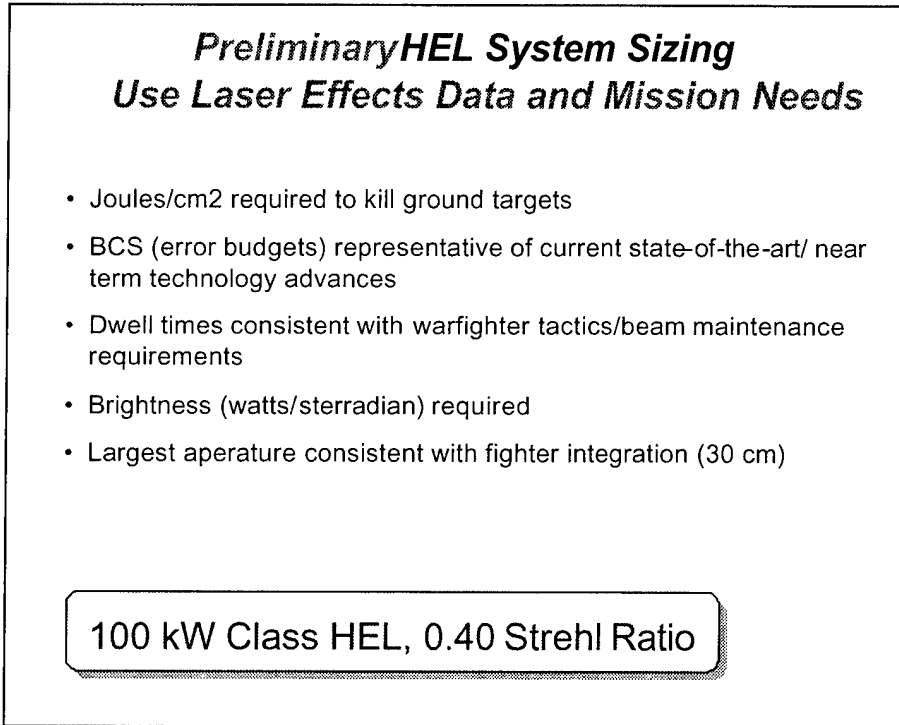 PreliminaryHEL System Sizing
Use Laser Effects Data and Mission Needs
• Joules/cm2 required to kill ground targets
• BCS (error budgets) representative of current state-of-the-art/ near
term technology advances
• Dwell times consistent with warfighter tactics/beam maintenance
requirements
• Brightness (watts/sterradian) required
• Largest aperature consistent with fighter integration (30 cm)
100 kW Class HEL, 0.40 Strehl Ratio